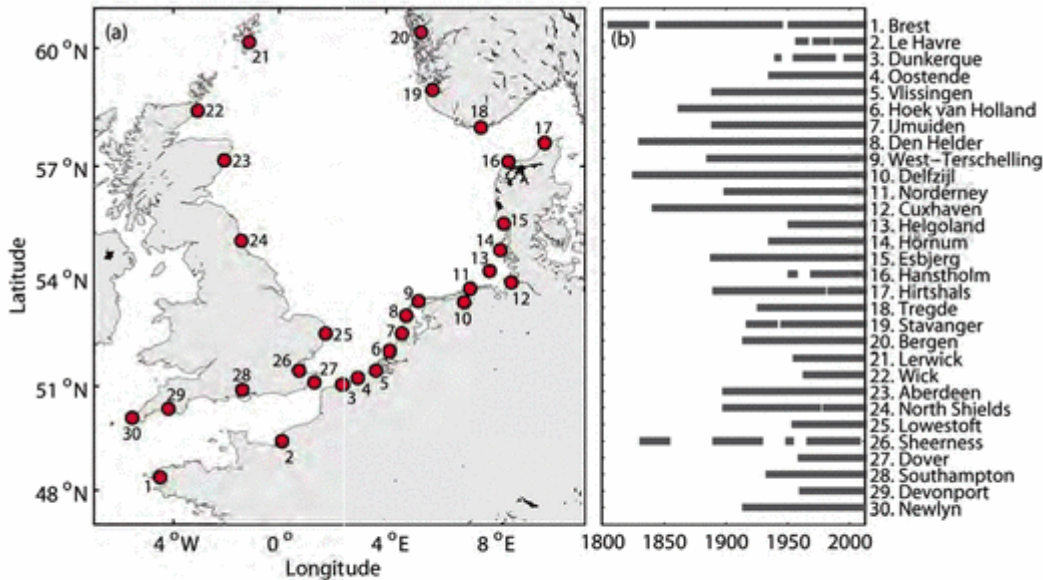 (a)
60 °N
57 °N
54 °N
51 °N
48 °N
Latitude
4 °W
0 °
4 °E
8 °E
Longitude
20
21
19
22
18
17
23
16
15
24
14
13
11
12
9
10
8
25
7
26
27
6
28
5
29
4
3
30
2
1
(b)
1. Brest
2. Le Havre
3. Dunkerque
4. Oostende
5. Vlissingen
6. Hoek van Holland
7. IJmuiden
8. Den Helder
9. West–Terschelling
10. Delfzijl
11. Norderney
12. Cuxhaven
13. Helgoland
14. Hörnum
15. Esbjerg
16. Hanstholm
17. Hirtshals
18. Tregde
19. Stavanger
20. Bergen
21. Lerwick
22. Wick
23. Aberdeen
24. North Shields
25. Lowestoft
26. Sheerness
27. Dover
28. Southampton
29. Devonport
30. Newlyn
1800 1850 1900 1950 2000